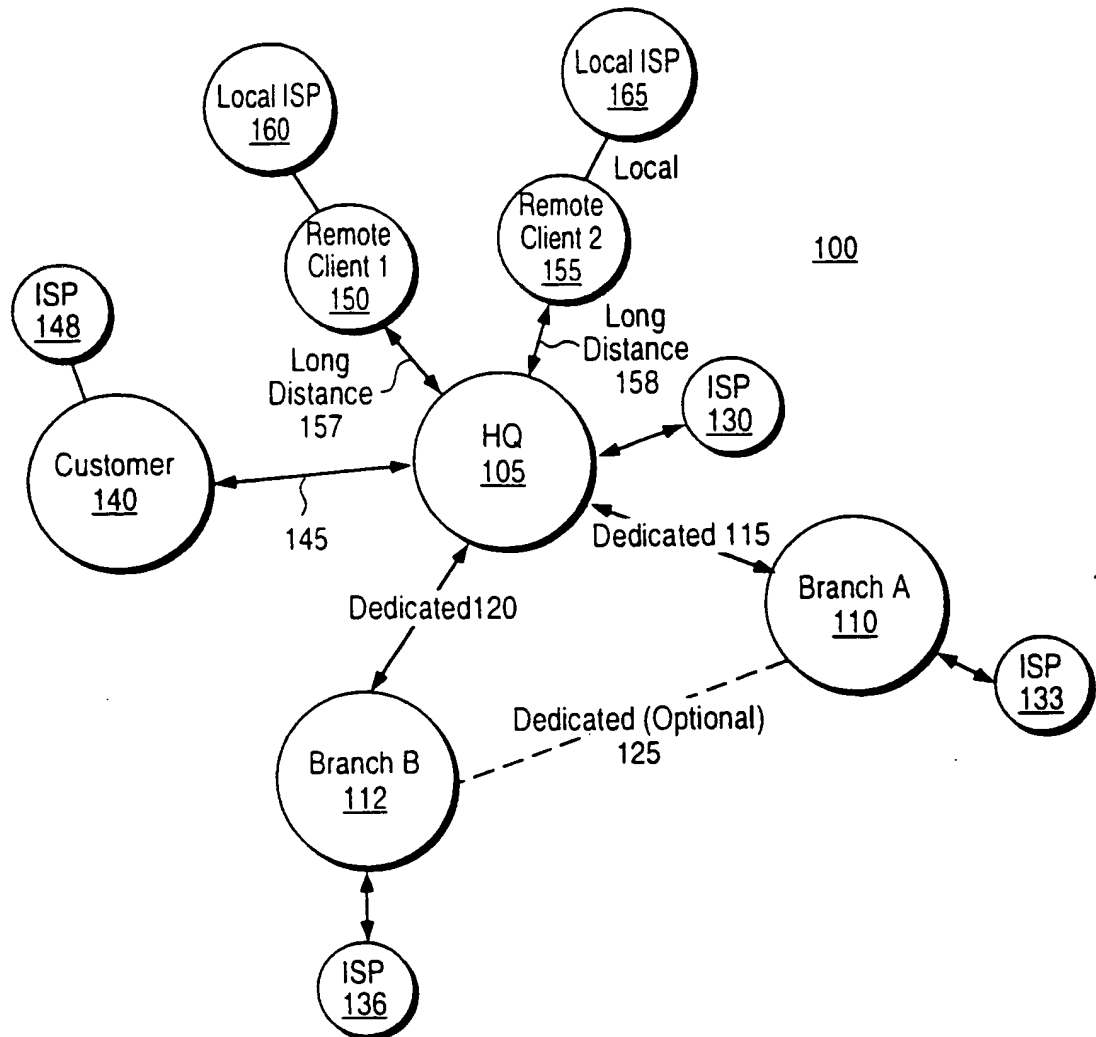 Local ISP
160
Local ISP
165
Local
Remote
Client 1
150
Remote
Client 2
155
100
ISP
148
Long
Distance
157
Long
Distance
158
ISP
130
HQ
105
Customer
140
145
Dedicated 115
Branch A
110
Dedicated120
ISP
133
Dedicated (Optional)
125
Branch B
112
ISP
136